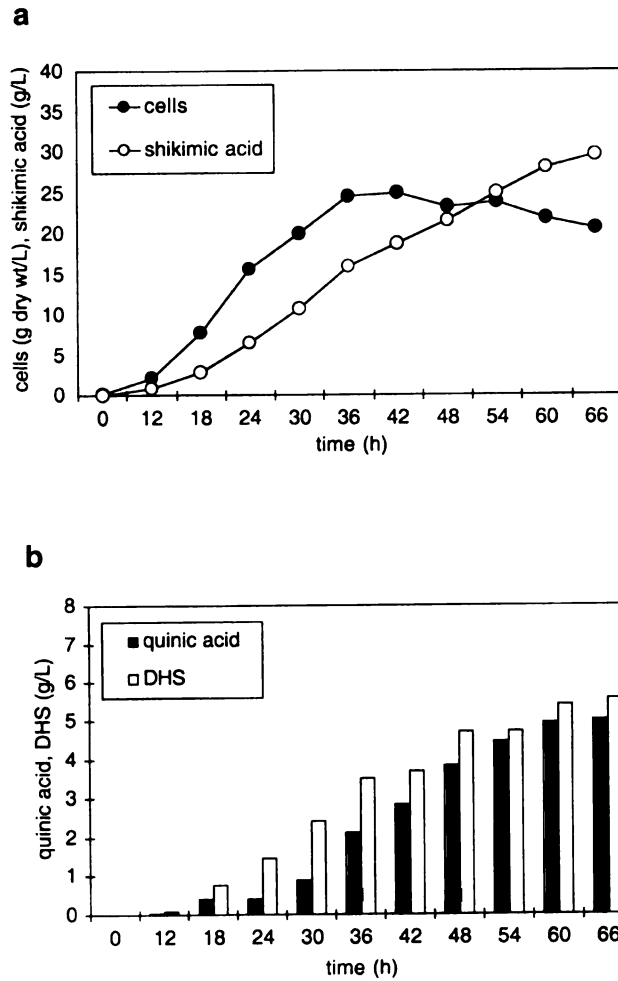 a
cells (g dry wt/L), shikimic acid (g/L)
40
35
30
25
20
15
10
5
0
cells
shikimic acid
0 12 18 24 30 36 42 48 54 60 66
time (h)
b
quinic acid, DHS (g/L)
8
7
6
5
4
3
2
1
0
quinic acid
DHS
0 12 18 24 30 36 42 48 54 60 66
time (h)